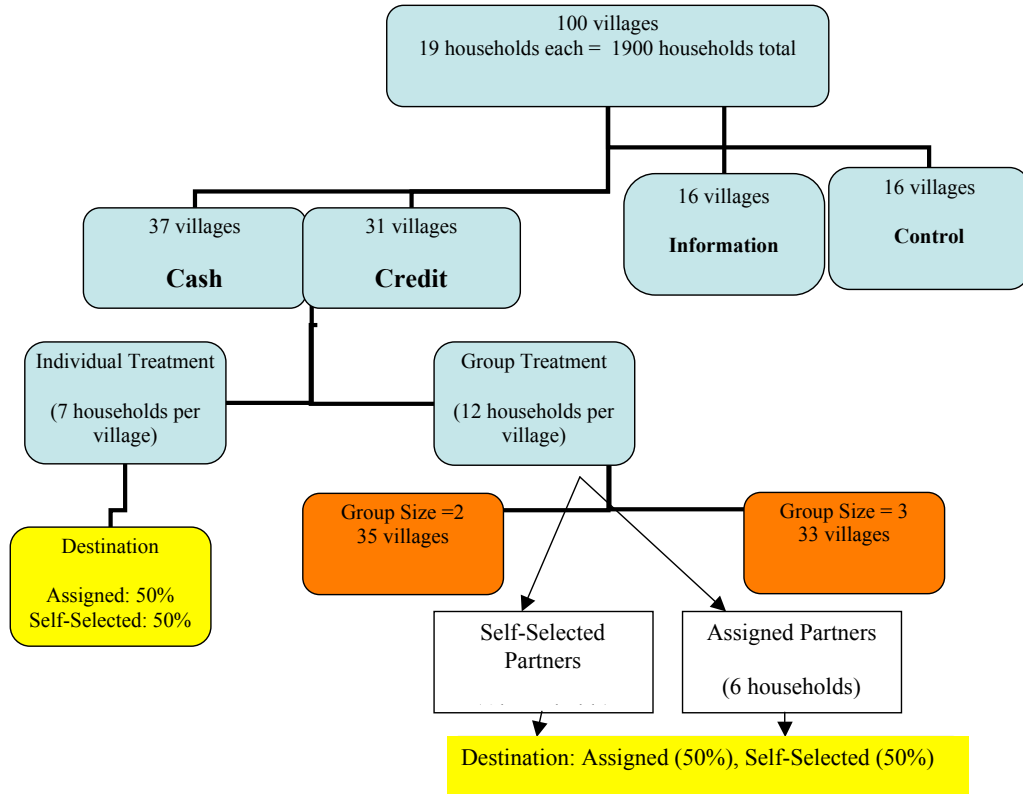 100 villages
19 households each = 1900 households total
37 villages
Cash
31 villages
Credit
16 villages
Information
16 villages
Control
Individual Treatment
(7 households per
village)
Group Treatment
(12 households per
village)
Destination
Assigned: 50%
Self-Selected: 50%
Group Size =2
35 villages
Group Size = 3
33 villages
Self-Selected
Partners
Assigned Partners
(6 households)
Destination: Assigned (50%), Self-Selected (50%)